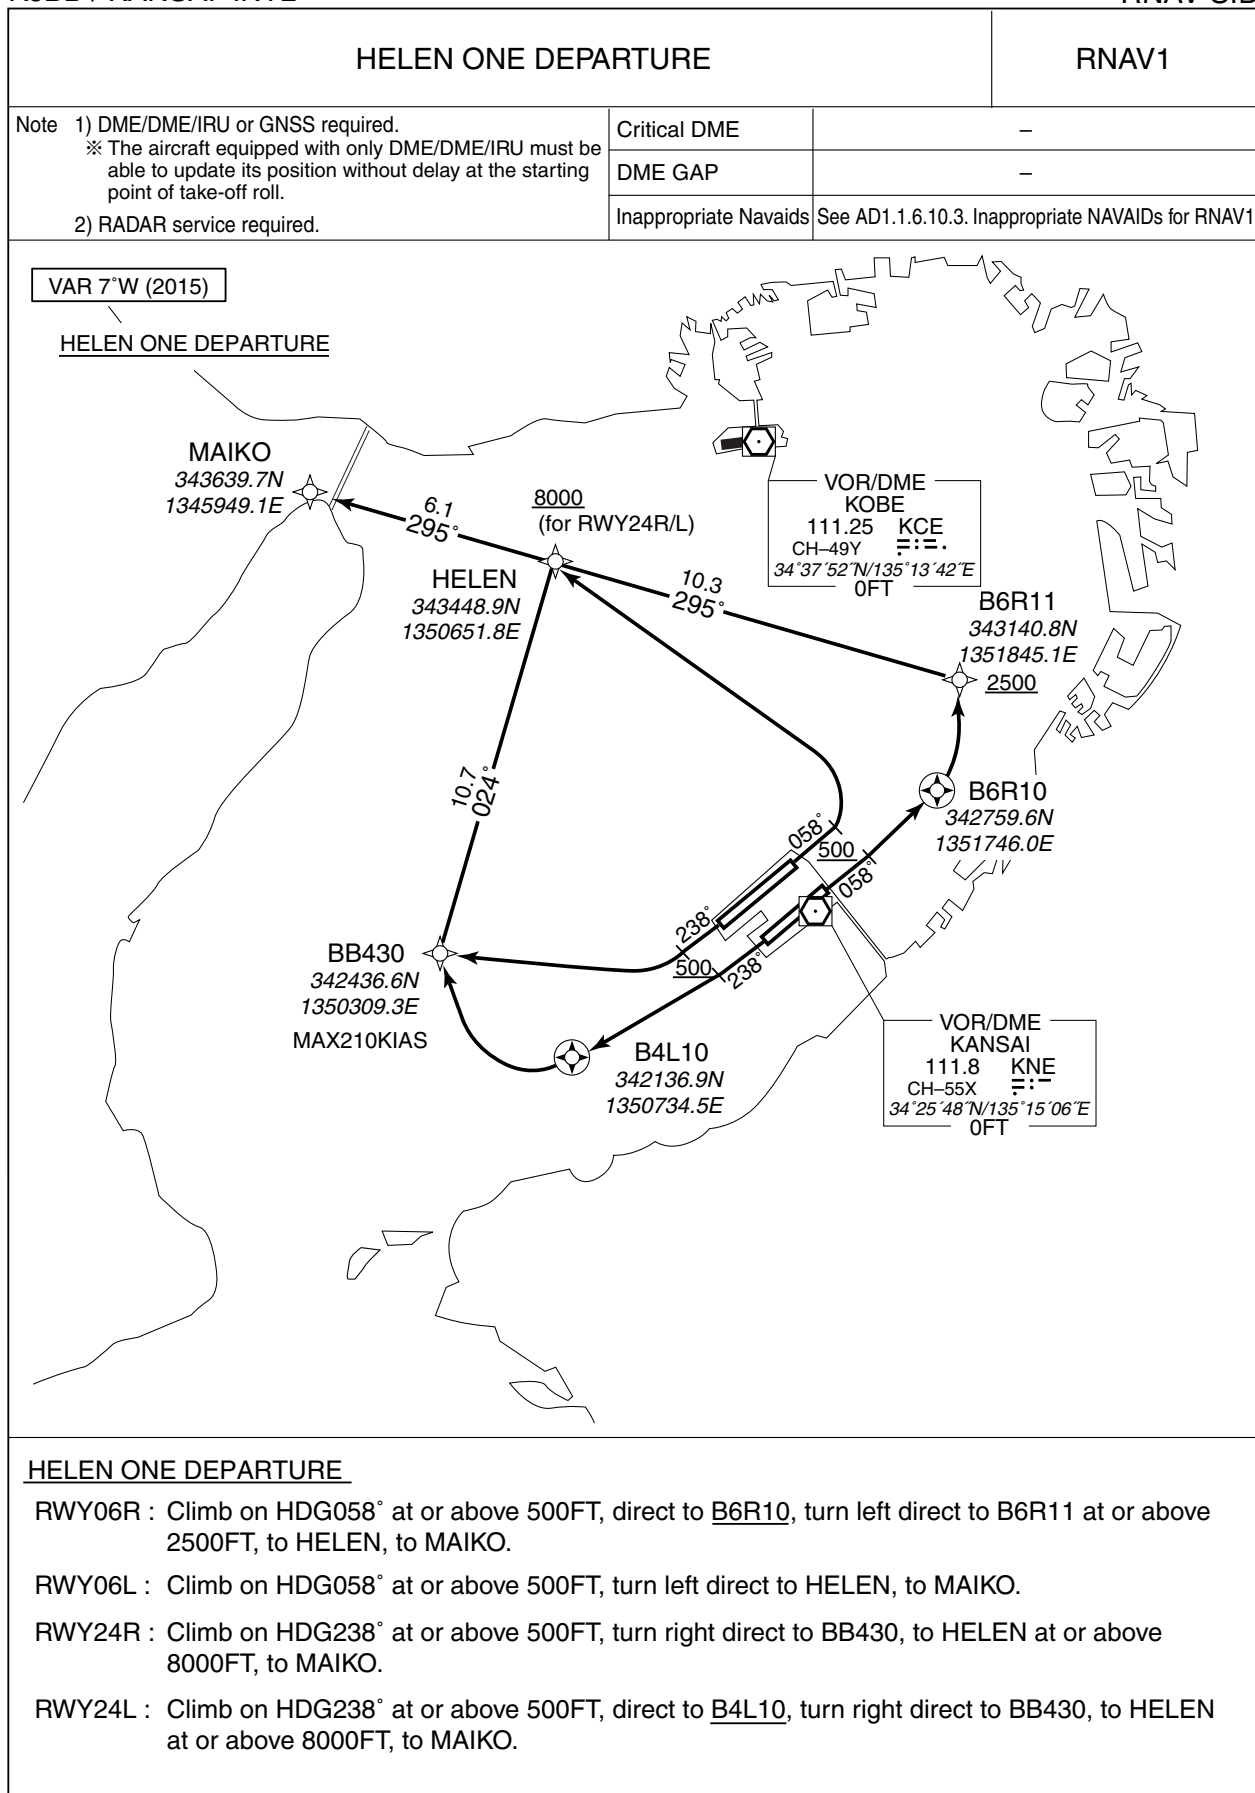 HELEN ONE DEPARTURE
RNAV1
Note 1) DME/DME/IRU or GNSS required.
※ The aircraft equipped with only DME/DME/IRU must be
able to update its position without delay at the starting
point of take-off roll.
2) RADAR service required.
Critical DME –
DME GAP –
Inappropriate Navaids See AD1.1.6.10.3. Inappropriate NAVAIDs for RNAV1
VAR 7˚W (2015)
HELEN ONE DEPARTURE
MAIKO
343639.7N
1345949.1E
6.1
295˚
8000
(for RWY24R/L)
HELEN
343448.9N
1350651.8E
VOR/DME
KOBE
111.25 KCE
CH–49Y
34˚37´52˝N/135˚13´42˝E
0FT
10.3
295˚
B6R11
343140.8N
1351845.1E
2500
10.7
024˚
B6R10
342759.6N
1351746.0E
058˚
500
058˚
238˚
500
238˚
BB430
342436.6N
1350309.3E
MAX210KIAS
B4L10
342136.9N
1350734.5E
VOR/DME
KANSAI
111.8 KNE
CH–55X
34˚25´48˝N/135˚15´06˝E
0FT
HELEN ONE DEPARTURE
RWY06R : Climb on HDG058˚ at or above 500FT, direct to B6R10, turn left direct to B6R11 at or above
2500FT, to HELEN, to MAIKO.
RWY06L : Climb on HDG058˚ at or above 500FT, turn left direct to HELEN, to MAIKO.
RWY24R : Climb on HDG238˚ at or above 500FT, turn right direct to BB430, to HELEN at or above
8000FT, to MAIKO.
RWY24L : Climb on HDG238˚ at or above 500FT, direct to B4L10, turn right direct to BB430, to HELEN
at or above 8000FT, to MAIKO.